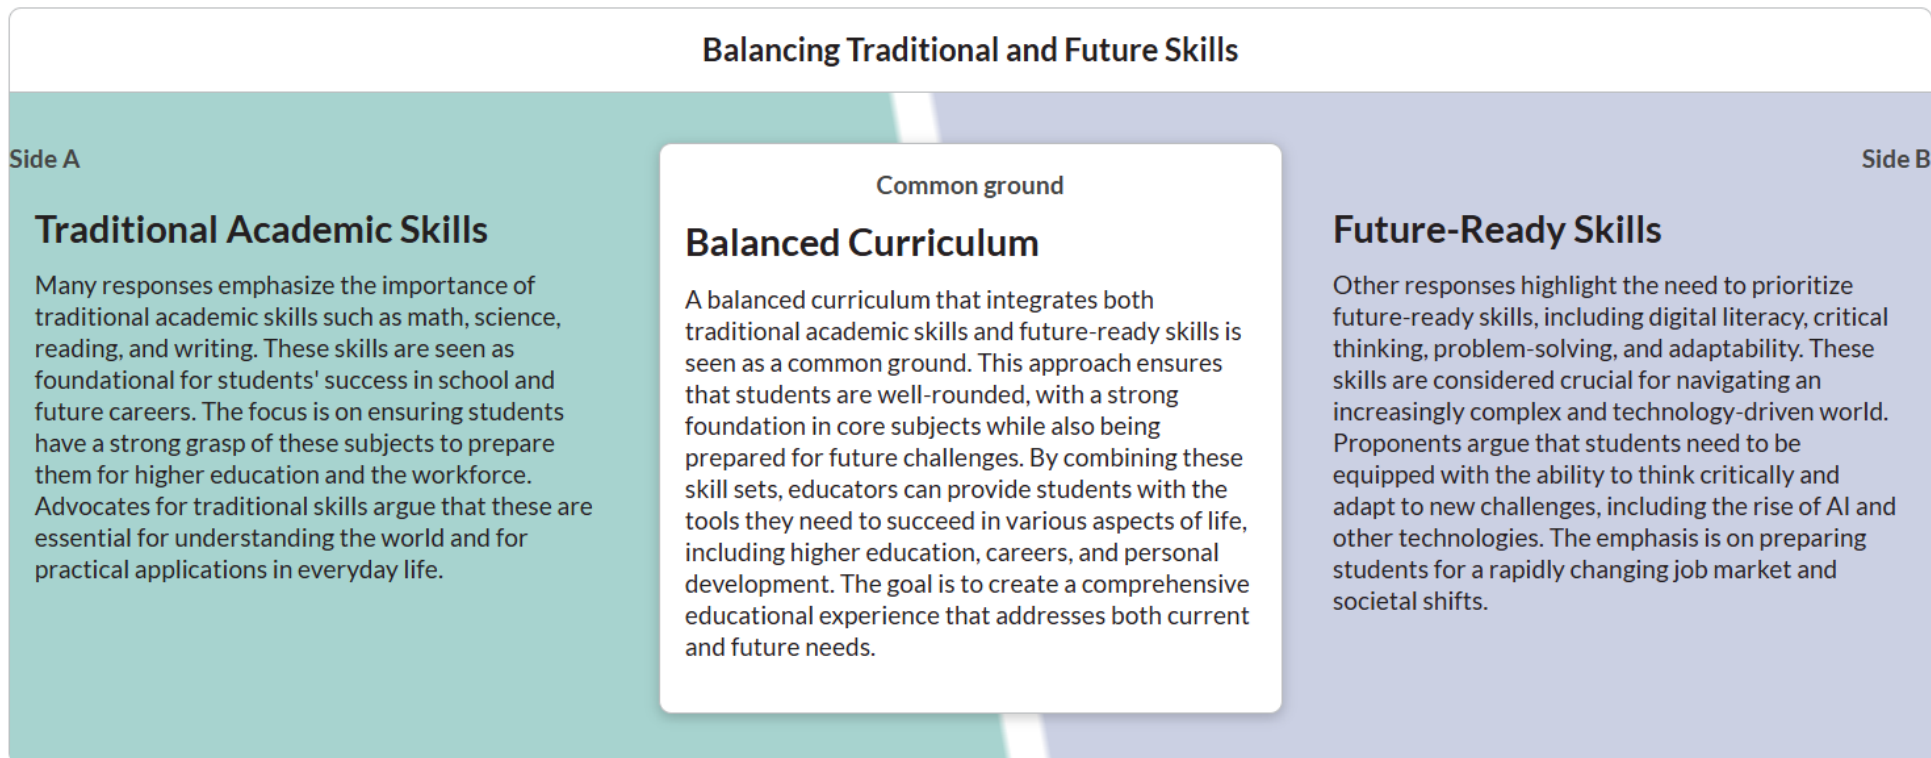 Balancing Traditional and Future Skills
Side A
Traditional Academic Skills
Many responses emphasize the importance of
traditional academic skills such as math, science,
reading, and writing. These skills are seen as
foundational for students' success in school and
future careers. The focus is on ensuring students
have a strong grasp of these subjects to prepare
them for higher education and the workforce.
Advocates for traditional skills argue that these are
essential for understanding the world and for
practical applications in everyday life.
Common ground
Balanced Curriculum
A balanced curriculum that integrates both
traditional academic skills and future-ready skills is
seen as a common ground. This approach ensures
that students are well-rounded, with a strong
foundation in core subjects while also being
prepared for future challenges. By combining these
skill sets, educators can provide students with the
tools they need to succeed in various aspects of life,
including higher education, careers, and personal
development. The goal is to create a comprehensive
educational experience that addresses both current
and future needs.
Side B
Future-Ready Skills
Other responses highlight the need to prioritize
future-ready skills, including digital literacy, critical
thinking, problem-solving, and adaptability. These
skills are considered crucial for navigating an
increasingly complex and technology-driven world.
Proponents argue that students need to be
equipped with the ability to think critically and
adapt to new challenges, including the rise of AI and
other technologies. The emphasis is on preparing
students for a rapidly changing job market and
societal shifts.